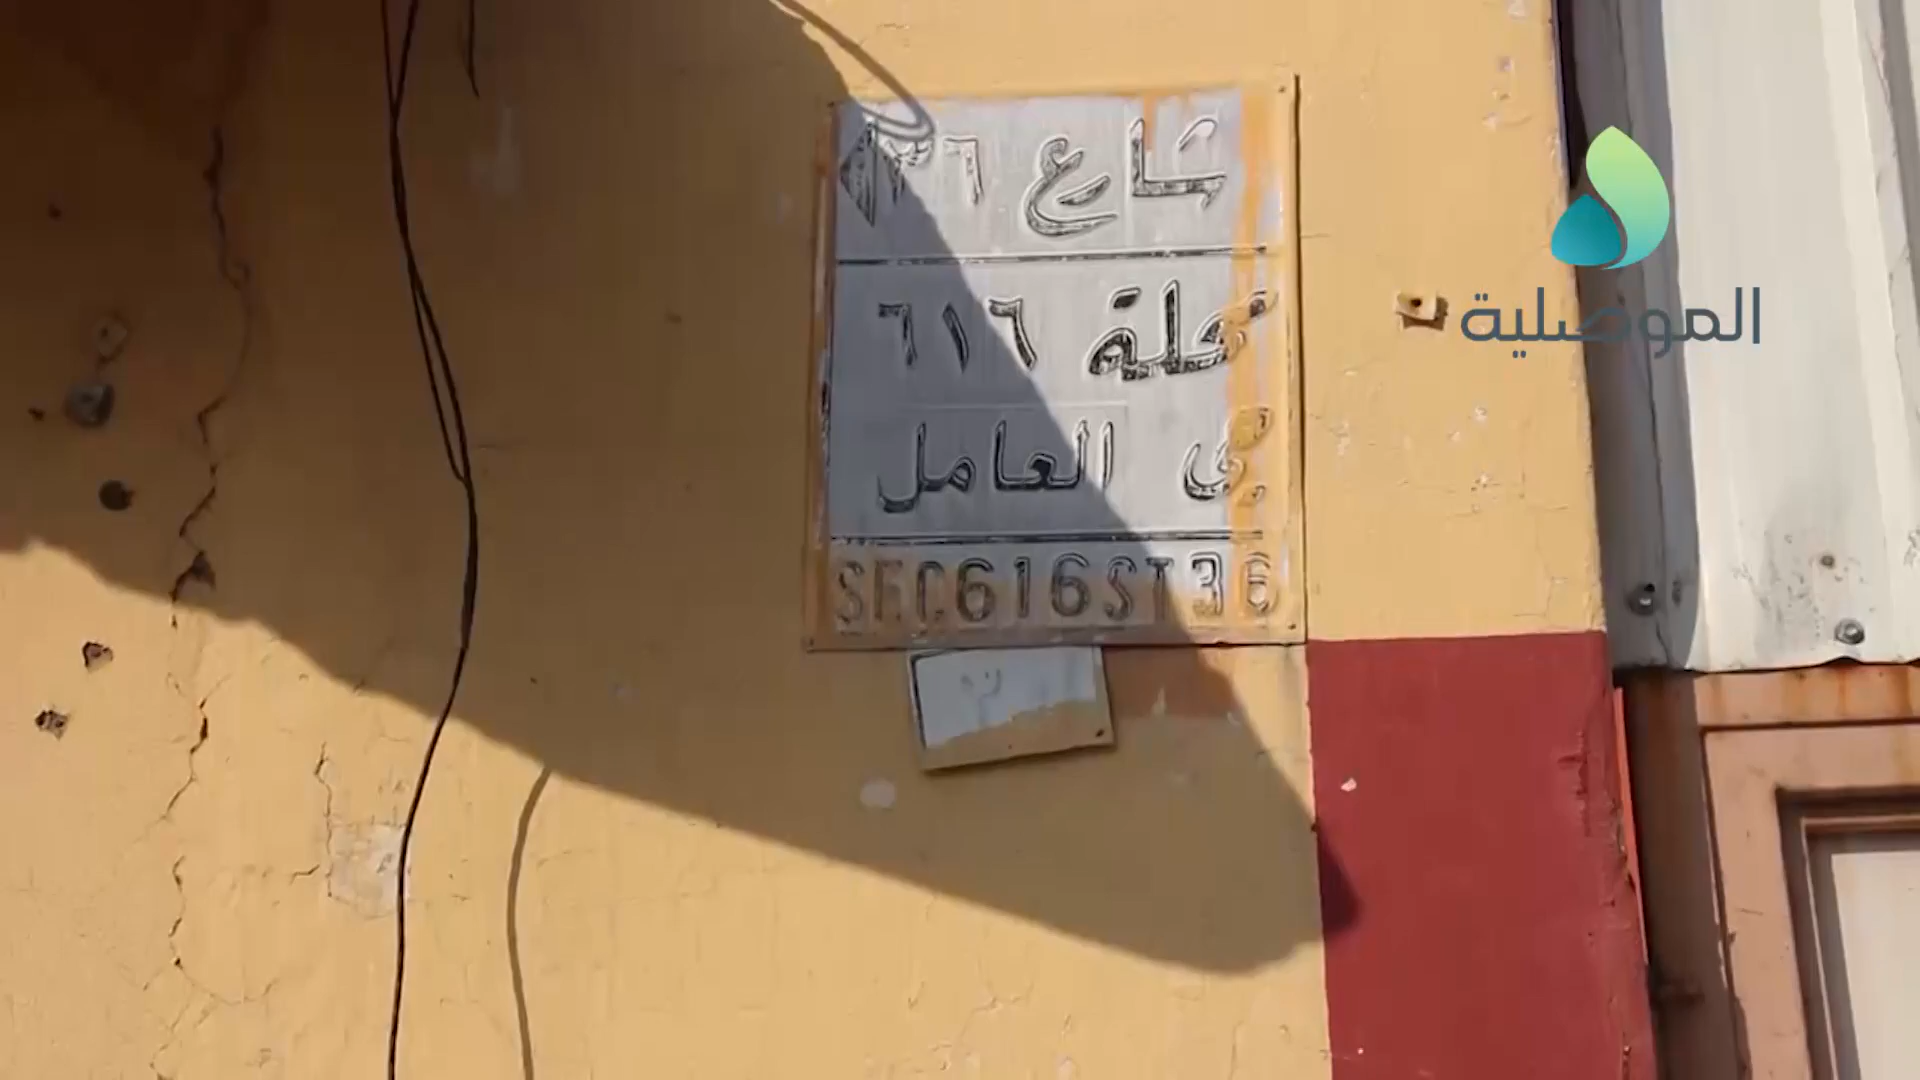 شارع ٣٦
محلة ٦١٦
حي العامل
SEC616ST36
الموصلية